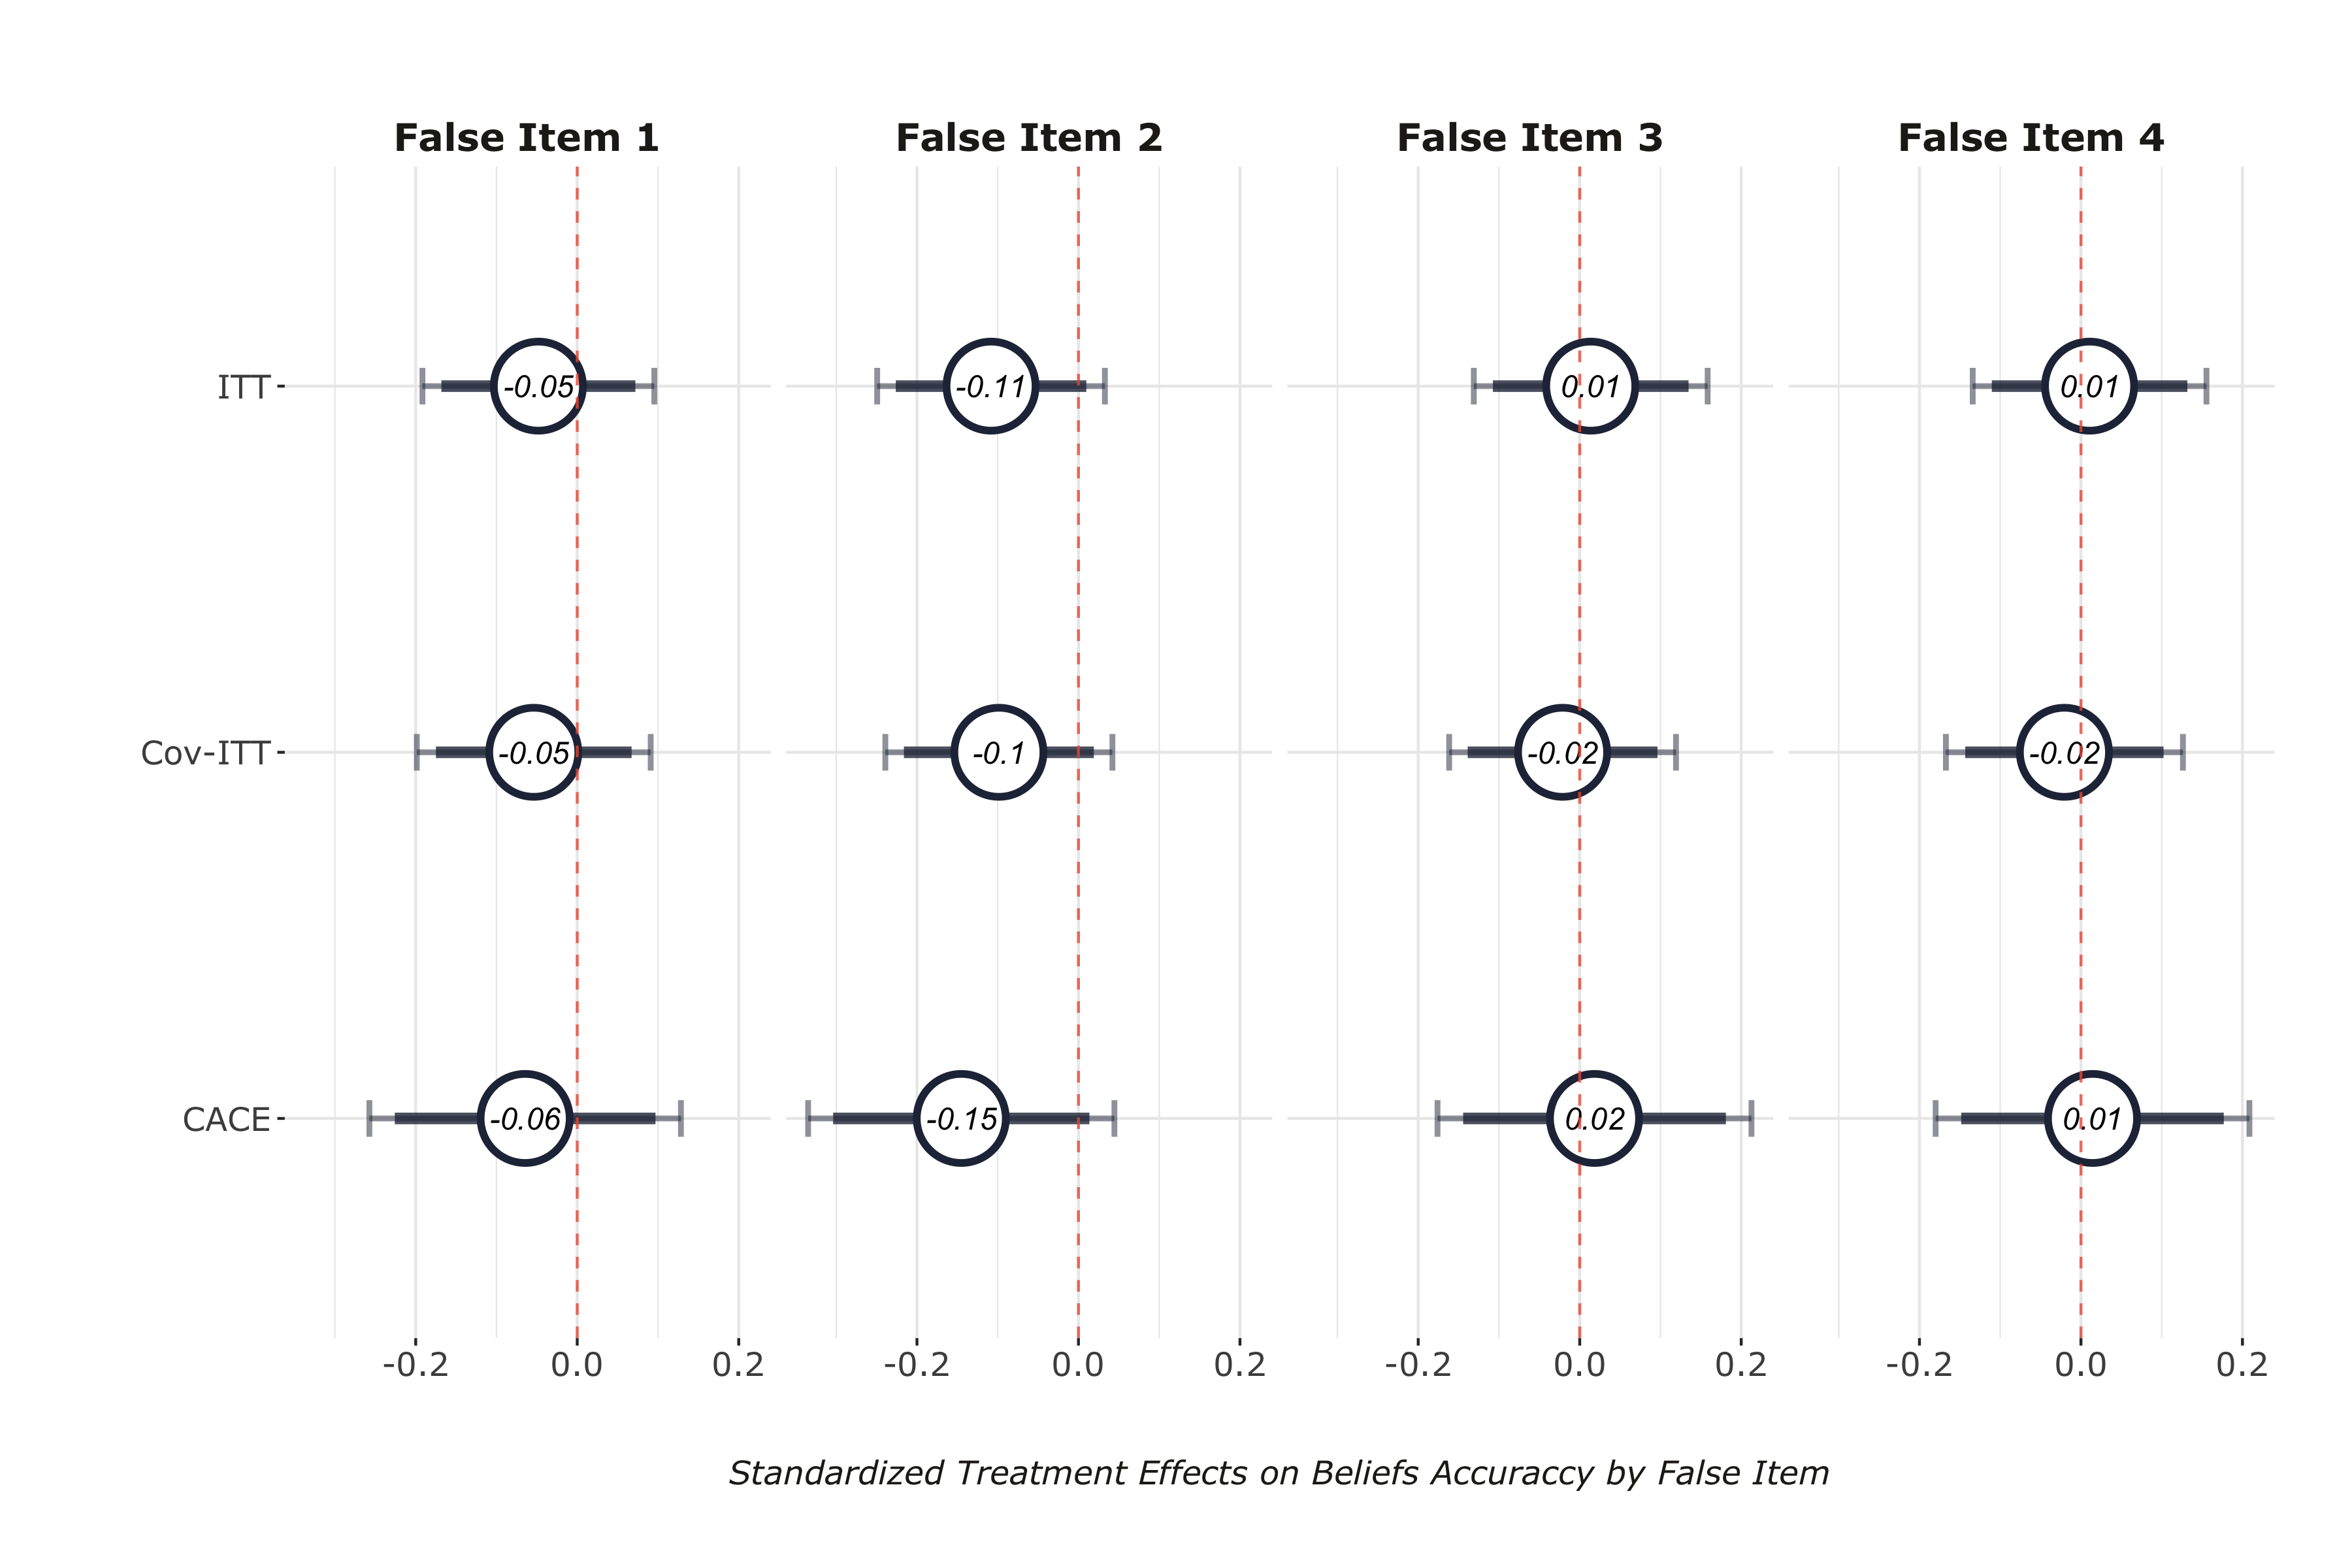 False Item 1 False Item 2 False Item 3 False Item 4
ITT -0.05 -0.11 0.01 0.01
Cov-ITT -0.05 -0.1 -0.02 -0.02
CACE -0.06 -0.15 0.02 0.01
-0.2 0.0 0.2 -0.2 0.0 0.2 -0.2 0.0 0.2 -0.2 0.0 0.2
Standardized Treatment Effects on Beliefs Accuraccy by False Item